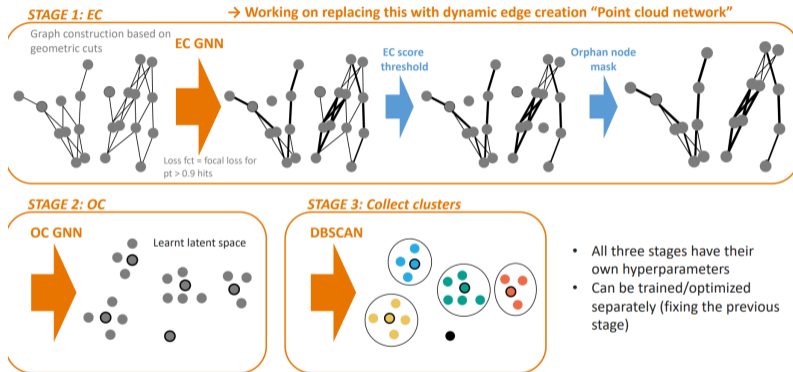 STAGE 1: EC
→ Working on replacing this with dynamic edge creation “Point cloud network”
Graph construction based on
geometric cuts
EC GNN
Loss fct = focal loss for
pt > 0.9 hits
EC score
threshold
Orphan node
mask
STAGE 2: OC
OC GNN
Learnt latent space
STAGE 3: Collect clusters
DBSCAN
• All three stages have their
own hyperparameters
• Can be trained/optimized
separately (fixing the previous
stage)